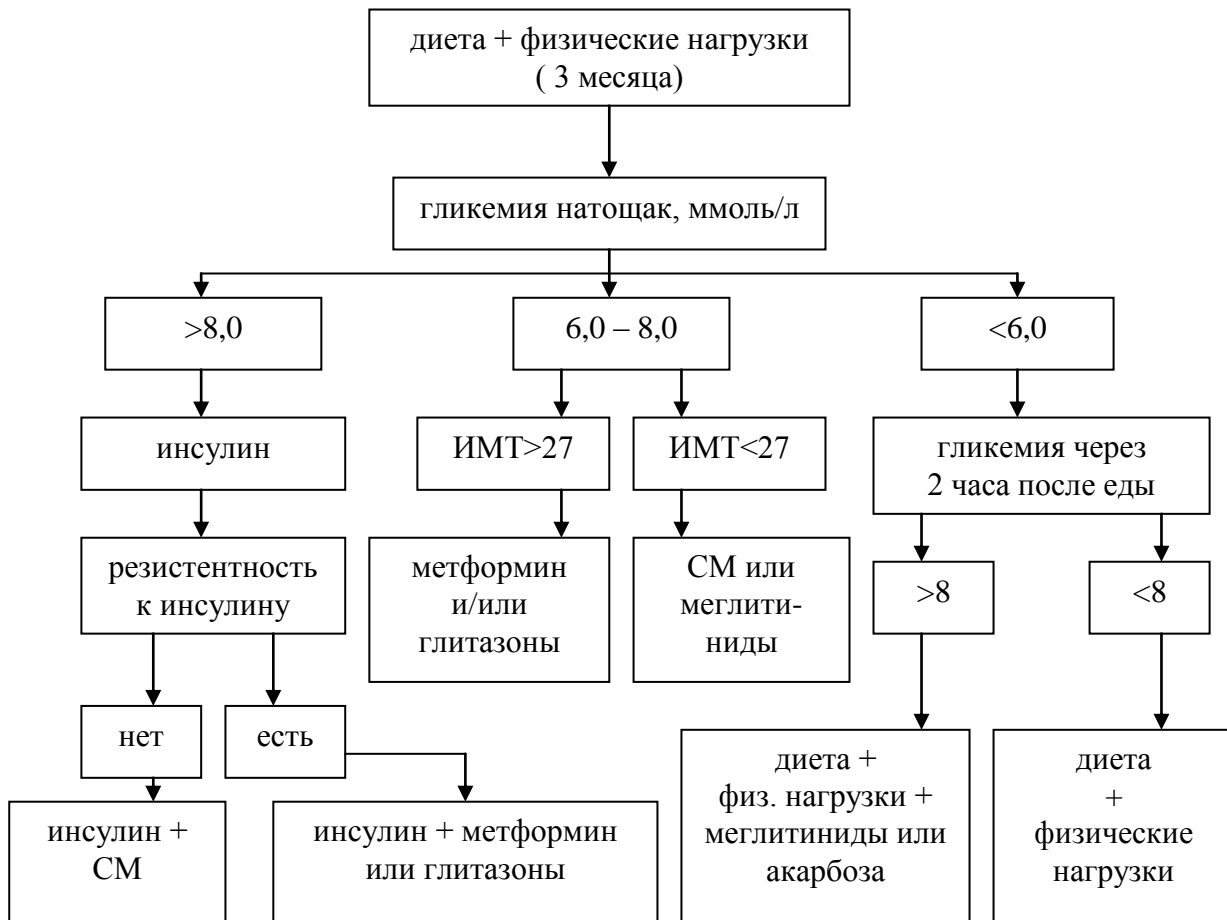 диета + физические нагрузки
( 3 месяца)
гликемия натощак, ммоль/л
>8,0
6,0 – 8,0
<6,0
инсулин
ИМТ>27
ИМТ<27
гликемия через
2 часа после еды
резистентность
к инсулину
метформин
и/или
глитазоны
СМ или
меглити-
ниды
>8
<8
нет
есть
инсулин +
СМ
инсулин + метформин
или глитазоны
диета +
физ. нагрузки +
меглитиниды или
акарбоза
диета
+
физические
нагрузки